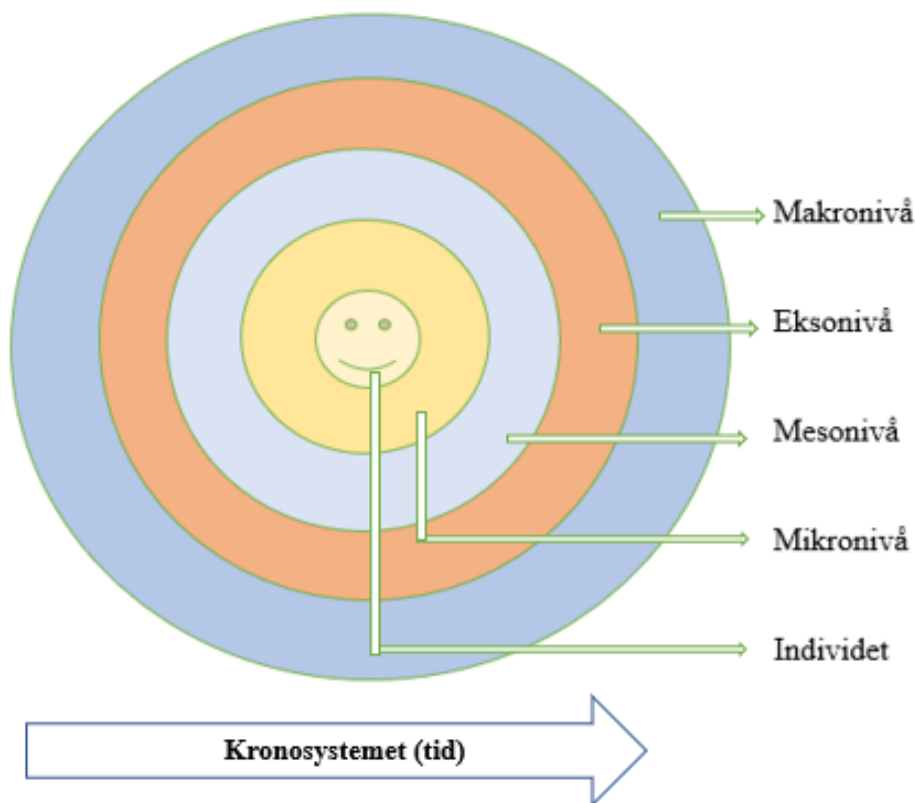 Makronivå
Eksonivå
Mesonivå
Mikronivå
Individet
Kronosystemet (tid)